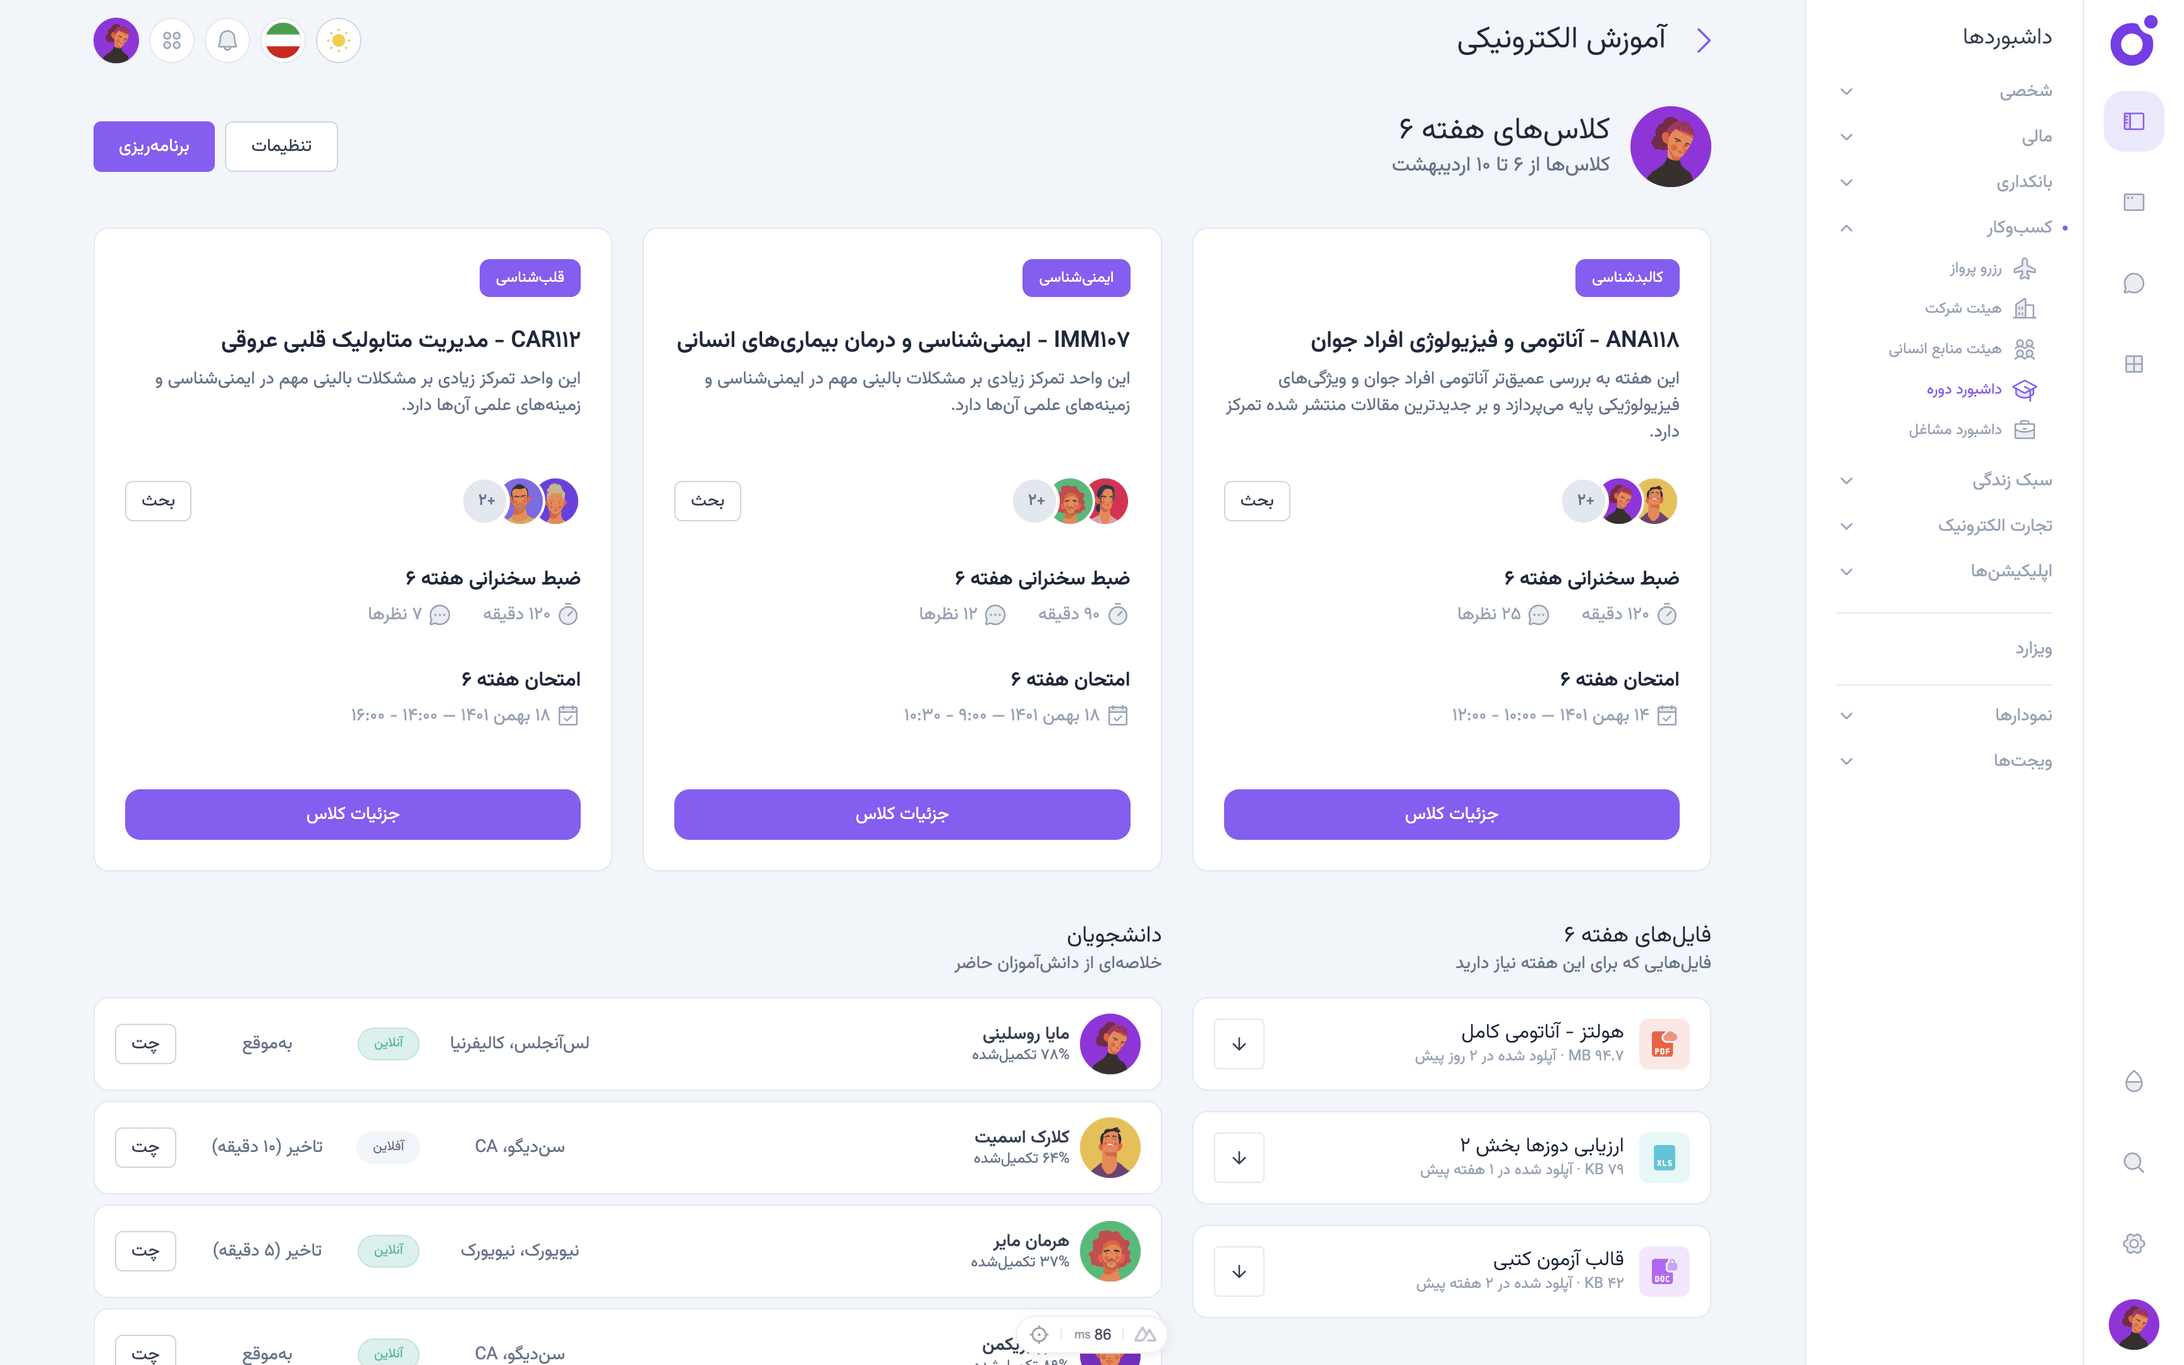 داشبوردها
شخصی
مالی
بانکداری
کسب‌وکار
رزرو پرواز
هیئت شرکت
هیئت منابع انسانی
داشبورد دوره
داشبورد مشاغل
سبک زندگی
تجارت الکترونیک
اپلیکیشن‌ها
ویزارد
نمودارها
ویجت‌ها
آموزش الکترونیکی
کلاس‌های هفته ۶
کلاس‌ها از ۶ تا ۱۰ اردیبهشت
تنظیمات
برنامه‌ریزی
کالبدشناسی
ANA۱۱۸ - آناتومی و فیزیولوژی افراد جوان
این هفته به بررسی عمیق‌تر آناتومی افراد جوان و ویژگی‌های
فیزیولوژیکی پایه می‌پردازد و بر جدیدترین مقالات منتشر شده تمرکز
دارد.
۲+
بحث
ضبط سخنرانی هفته ۶
۱۲۰ دقیقه
۲۵ نظرها
امتحان هفته ۶
۱۴ بهمن ۱۴۰۱ — ۱۰:۰۰ - ۱۲:۰۰
جزئیات کلاس
ایمنی‌شناسی
IMM۱۰۷ - ایمنی‌شناسی و درمان بیماری‌های انسانی
این واحد تمرکز زیادی بر مشکلات بالینی مهم در ایمنی‌شناسی و
زمینه‌های علمی آن‌ها دارد.
۲+
بحث
ضبط سخنرانی هفته ۶
۹۰ دقیقه
۱۲ نظرها
امتحان هفته ۶
۱۸ بهمن ۱۴۰۱ — ۹:۰۰ - ۱۰:۳۰
جزئیات کلاس
قلب‌شناسی
CAR۱۱۲ - مدیریت متابولیک قلبی عروقی
این واحد تمرکز زیادی بر مشکلات بالینی مهم در ایمنی‌شناسی و
زمینه‌های علمی آن‌ها دارد.
۲+
بحث
ضبط سخنرانی هفته ۶
۱۲۰ دقیقه
۷ نظرها
امتحان هفته ۶
۱۸ بهمن ۱۴۰۱ — ۱۴:۰۰ - ۱۶:۰۰
جزئیات کلاس
فایل‌های هفته ۶
فایل‌هایی که برای این هفته نیاز دارید
PDF
هولتز - آناتومی کامل
۹۴.۷ MB · آپلود شده در ۲ روز پیش
XLS
ارزیابی دوزها بخش ۲
۷۹ KB · آپلود شده در ۱ هفته پیش
DOC
قالب آزمون کتبی
۴۲ KB · آپلود شده در ۲ هفته پیش
دانشجویان
خلاصه‌ای از دانش‌آموزان حاضر
مایا روسلینی
۷۸% تکمیل‌شده
لس‌آنجلس، کالیفرنیا
آنلاین
به‌موقع
چت
کلارک اسمیت
۶۴% تکمیل‌شده
سن‌دیگو، CA
آفلاین
تاخیر (۱۰ دقیقه)
چت
هرمان مایر
۳۷% تکمیل‌شده
نیویورک، نیویورک
آنلاین
تاخیر (۵ دقیقه)
چت
سن‌دیگو، CA
آنلاین
به‌موقع
چت
86 ms